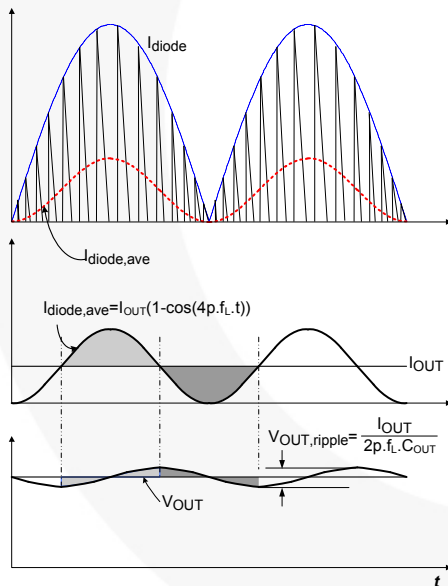 Idiode
Idiode,ave
Idiode,ave=IOUT(1-cos(4p.fL.t))
IOUT
VOUT,ripple= IOUT
2p.fL.COUT
VOUT
t